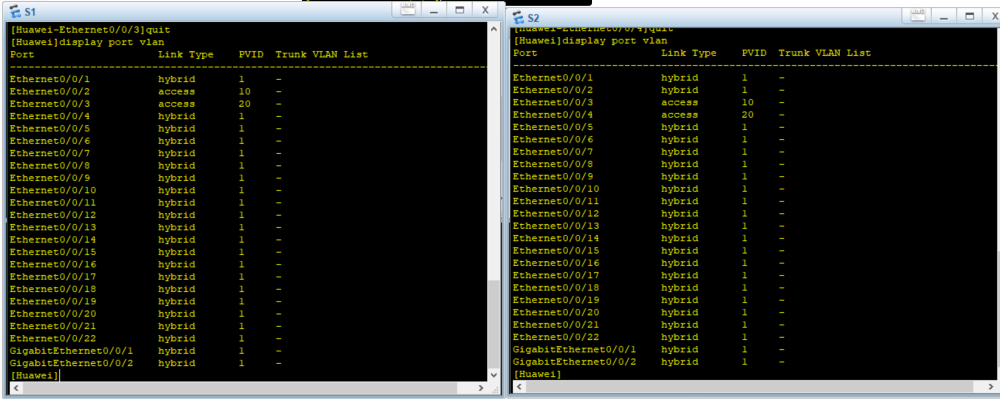 S1
[Huawei-Ethernet0/0/3]quit
[Huawei]display port vlan
Port Link Type PVID Trunk VLAN List
-------------------------------------------------------------------------------
Ethernet0/0/1 hybrid 1 -
Ethernet0/0/2 access 10 -
Ethernet0/0/3 access 20 -
Ethernet0/0/4 hybrid 1 -
Ethernet0/0/5 hybrid 1 -
Ethernet0/0/6 hybrid 1 -
Ethernet0/0/7 hybrid 1 -
Ethernet0/0/8 hybrid 1 -
Ethernet0/0/9 hybrid 1 -
Ethernet0/0/10 hybrid 1 -
Ethernet0/0/11 hybrid 1 -
Ethernet0/0/12 hybrid 1 -
Ethernet0/0/13 hybrid 1 -
Ethernet0/0/14 hybrid 1 -
Ethernet0/0/15 hybrid 1 -
Ethernet0/0/16 hybrid 1 -
Ethernet0/0/17 hybrid 1 -
Ethernet0/0/18 hybrid 1 -
Ethernet0/0/19 hybrid 1 -
Ethernet0/0/20 hybrid 1 -
Ethernet0/0/21 hybrid 1 -
Ethernet0/0/22 hybrid 1 -
GigabitEthernet0/0/1 hybrid 1 -
GigabitEthernet0/0/2 hybrid 1 -
[Huawei]
S2
[Huawei-Ethernet0/0/4]quit
[Huawei]display port vlan
Port Link Type PVID Trunk VLAN List
-------------------------------------------------------------------------------
Ethernet0/0/1 hybrid 1 -
Ethernet0/0/2 hybrid 1 -
Ethernet0/0/3 access 10 -
Ethernet0/0/4 access 20 -
Ethernet0/0/5 hybrid 1 -
Ethernet0/0/6 hybrid 1 -
Ethernet0/0/7 hybrid 1 -
Ethernet0/0/8 hybrid 1 -
Ethernet0/0/9 hybrid 1 -
Ethernet0/0/10 hybrid 1 -
Ethernet0/0/11 hybrid 1 -
Ethernet0/0/12 hybrid 1 -
Ethernet0/0/13 hybrid 1 -
Ethernet0/0/14 hybrid 1 -
Ethernet0/0/15 hybrid 1 -
Ethernet0/0/16 hybrid 1 -
Ethernet0/0/17 hybrid 1 -
Ethernet0/0/18 hybrid 1 -
Ethernet0/0/19 hybrid 1 -
Ethernet0/0/20 hybrid 1 -
Ethernet0/0/21 hybrid 1 -
Ethernet0/0/22 hybrid 1 -
GigabitEthernet0/0/1 hybrid 1 -
GigabitEthernet0/0/2 hybrid 1 -
[Huawei]